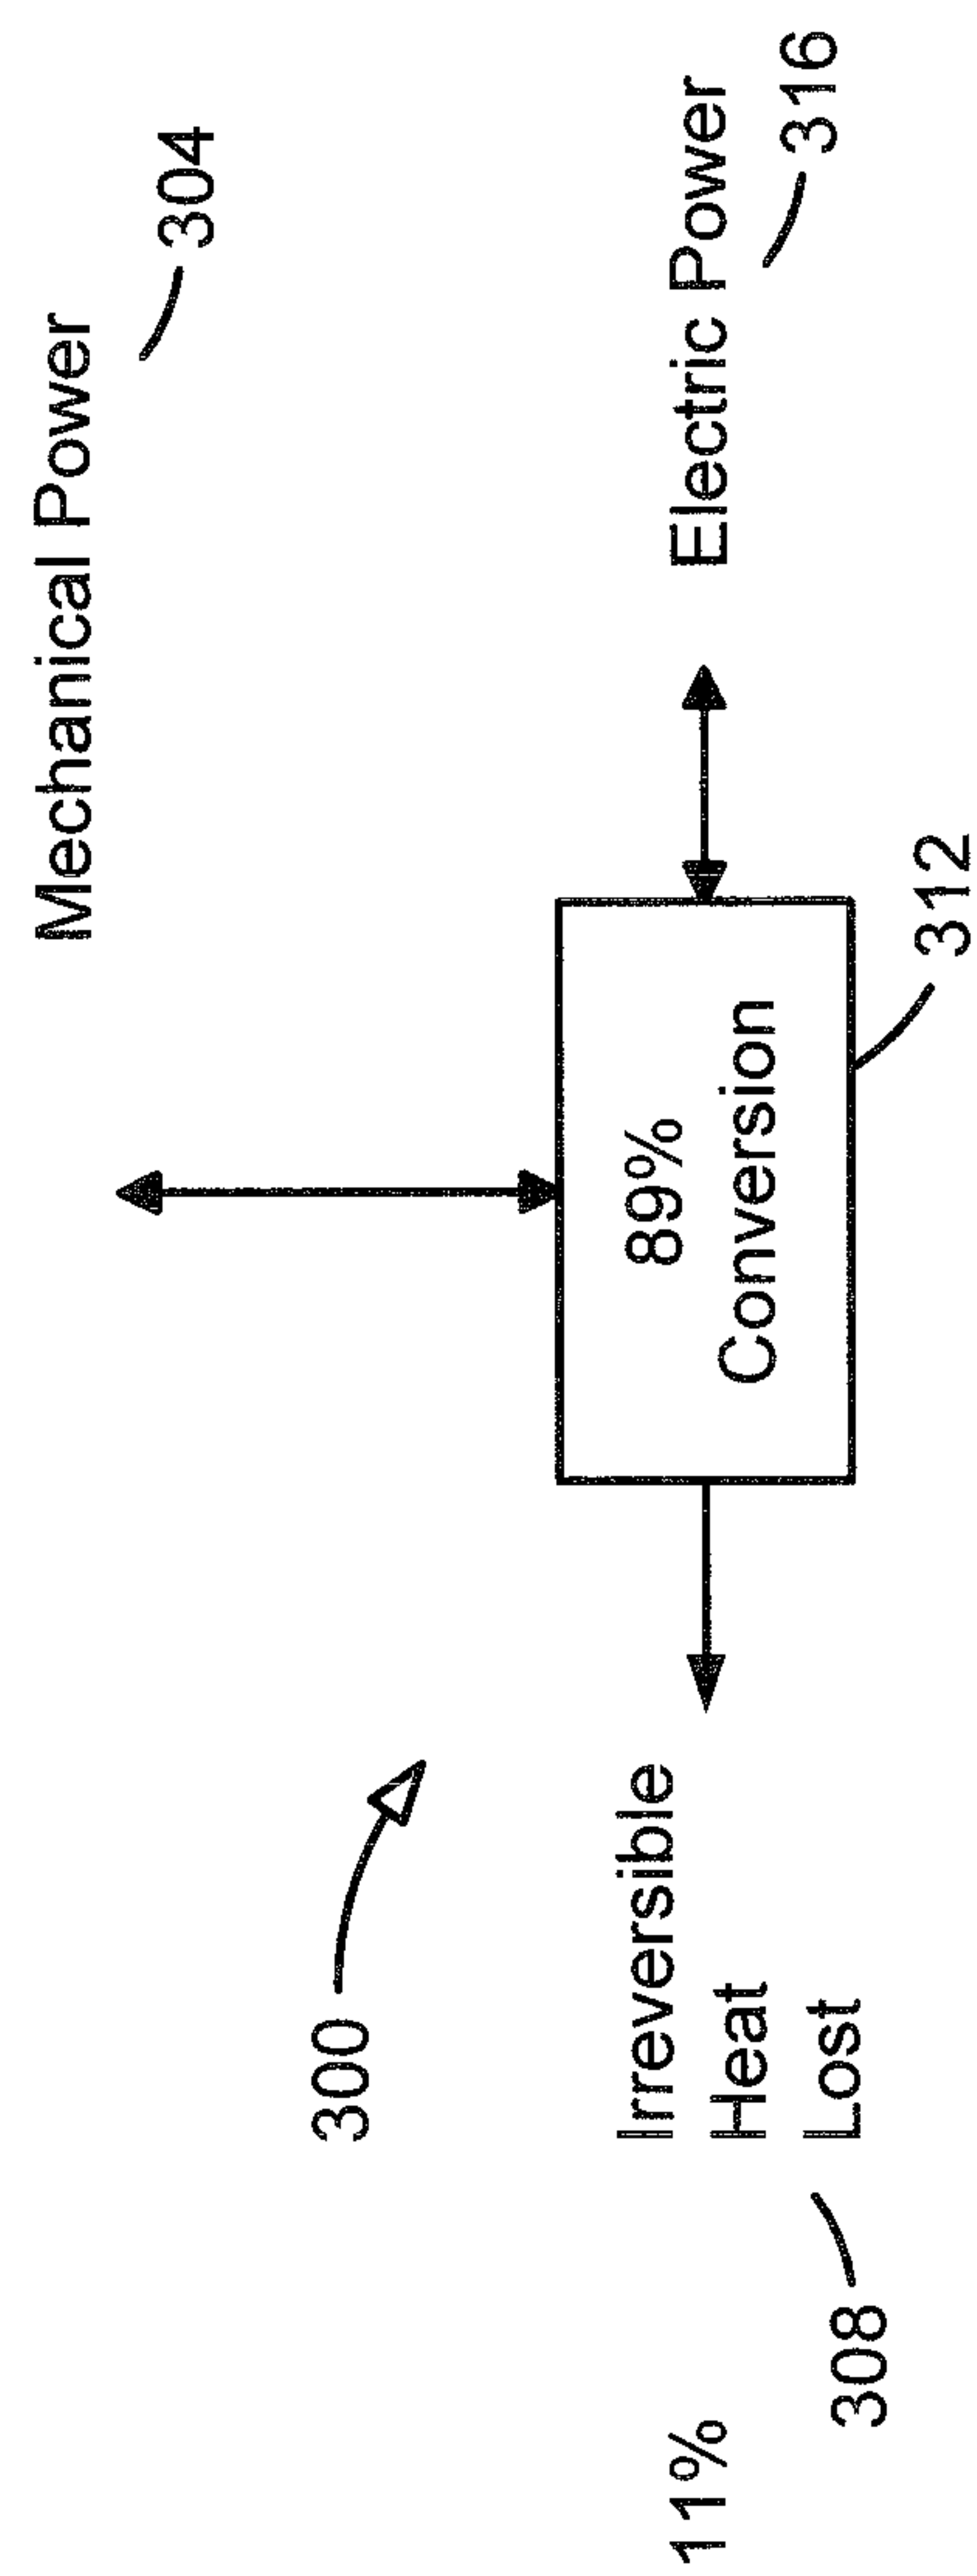 Mechanical Power
304
300
89%
Conversion
312
Electric Power
316
11%
Irreversible
Heat
Lost
308